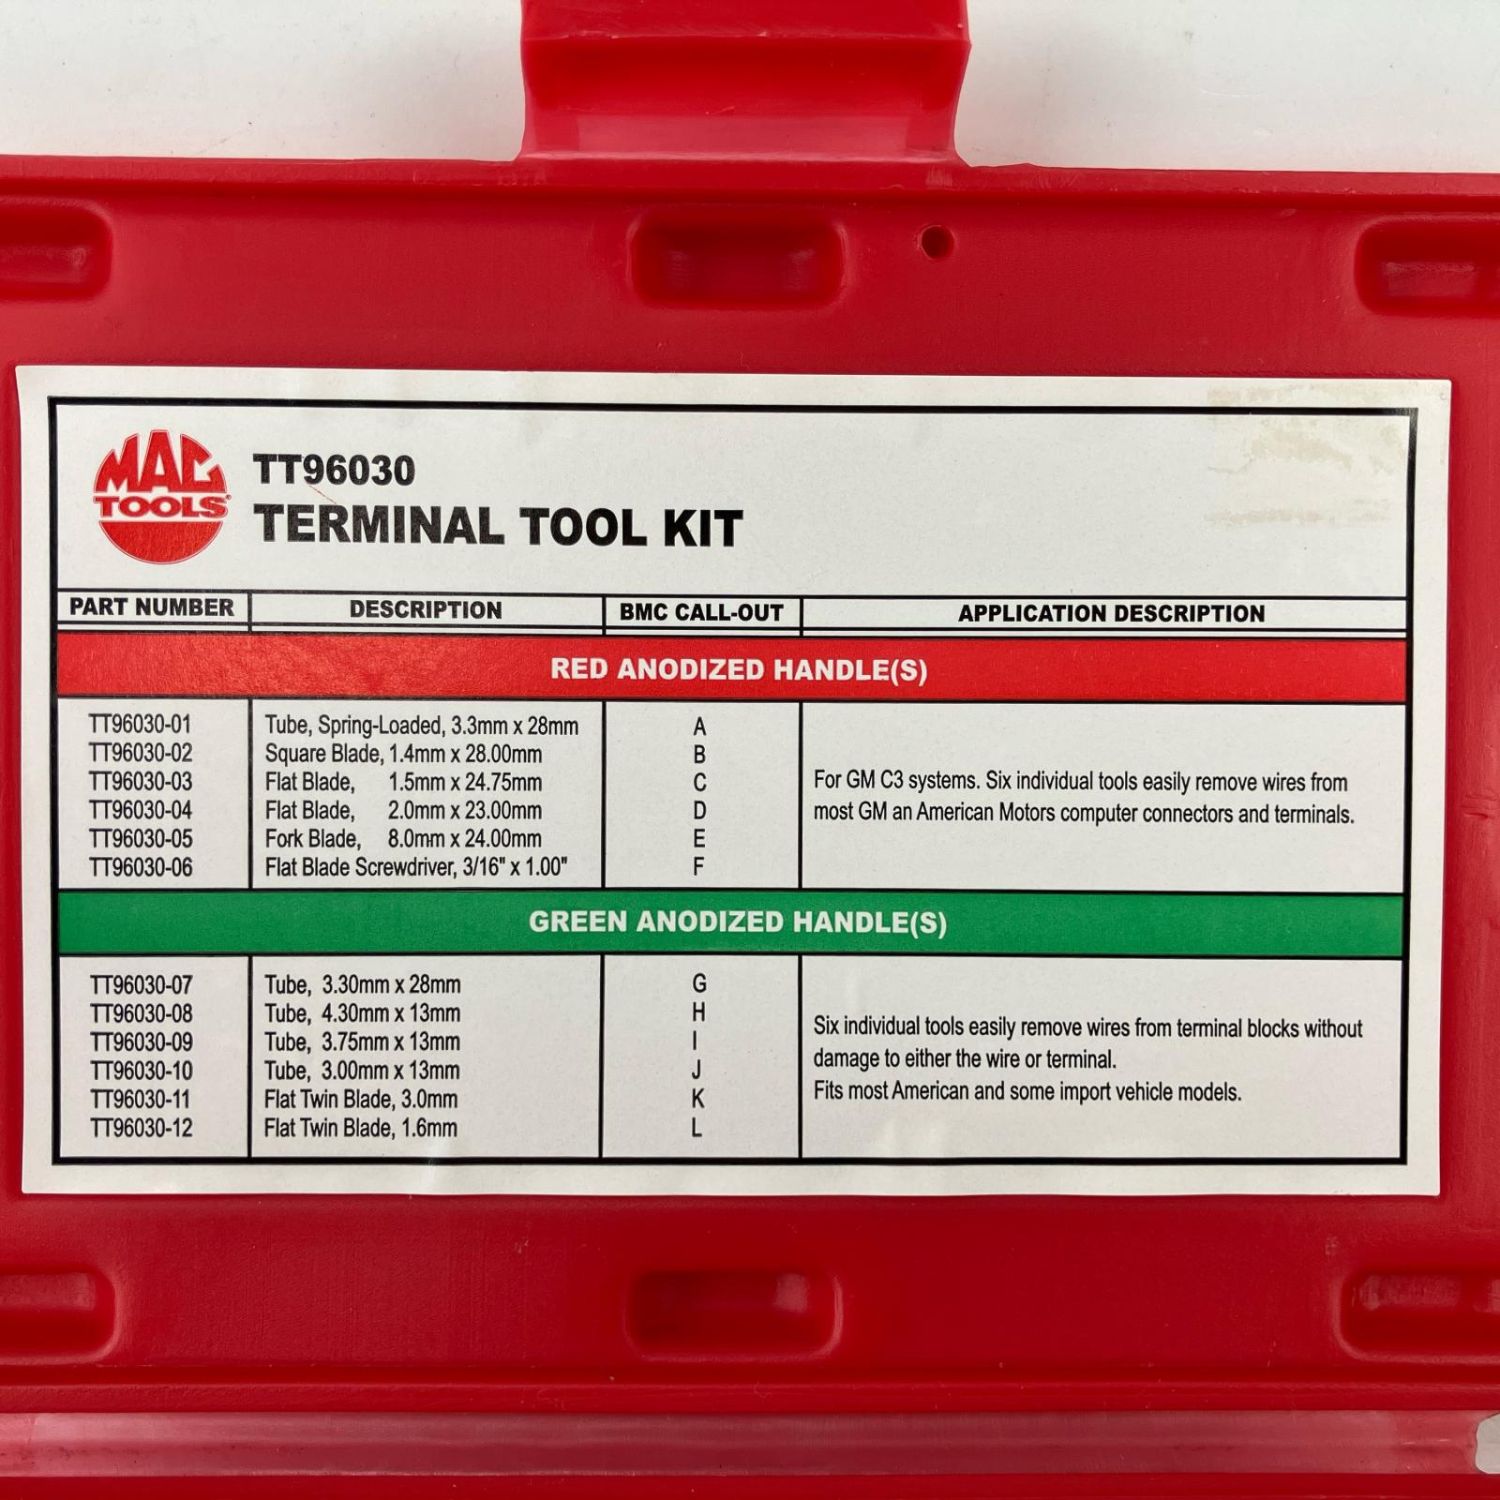 MAC
TOOLS®
TT96030
TERMINAL TOOL KIT
PART NUMBER DESCRIPTION BMC CALL-OUT APPLICATION DESCRIPTION
RED ANODIZED HANDLE(S)
TT96030-01 Tube, Spring-Loaded, 3.3mm x 28mm A
TT96030-02 Square Blade, 1.4mm x 28.00mm B
TT96030-03 Flat Blade, 1.5mm x 24.75mm C
TT96030-04 Flat Blade, 2.0mm x 23.00mm D
TT96030-05 Fork Blade, 8.0mm x 24.00mm E
TT96030-06 Flat Blade Screwdriver, 3/16" x 1.00" F
For GM C3 systems. Six individual tools easily remove wires from
most GM an American Motors computer connectors and terminals.
GREEN ANODIZED HANDLE(S)
TT96030-07 Tube, 3.30mm x 28mm G
TT96030-08 Tube, 4.30mm x 13mm H
TT96030-09 Tube, 3.75mm x 13mm I
TT96030-10 Tube, 3.00mm x 13mm J
TT96030-11 Flat Twin Blade, 3.0mm K
TT96030-12 Flat Twin Blade, 1.6mm L
Six individual tools easily remove wires from terminal blocks without
damage to either the wire or terminal.
Fits most American and some import vehicle models.